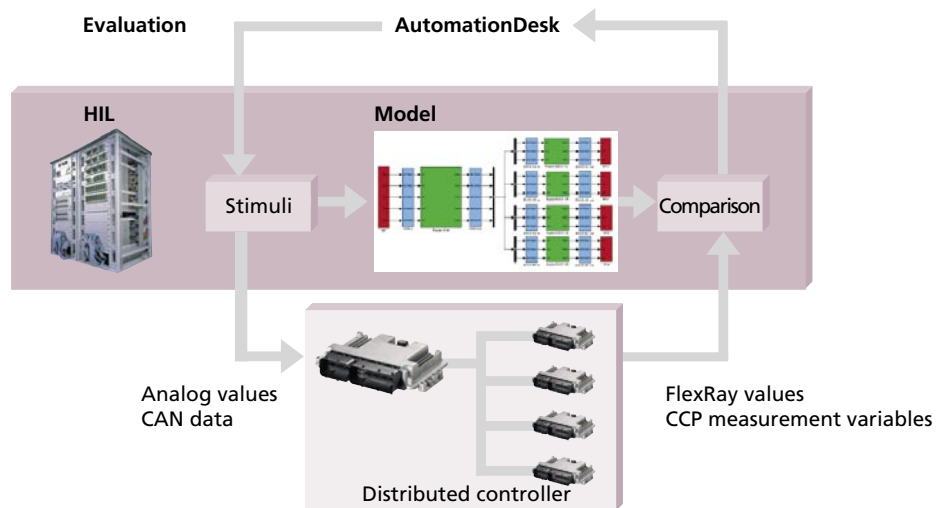 Evaluation
AutomationDesk
HIL
Model
Stimuli
Comparison
Analog values
CAN data
FlexRay values
CCP measurement variables
Distributed controller